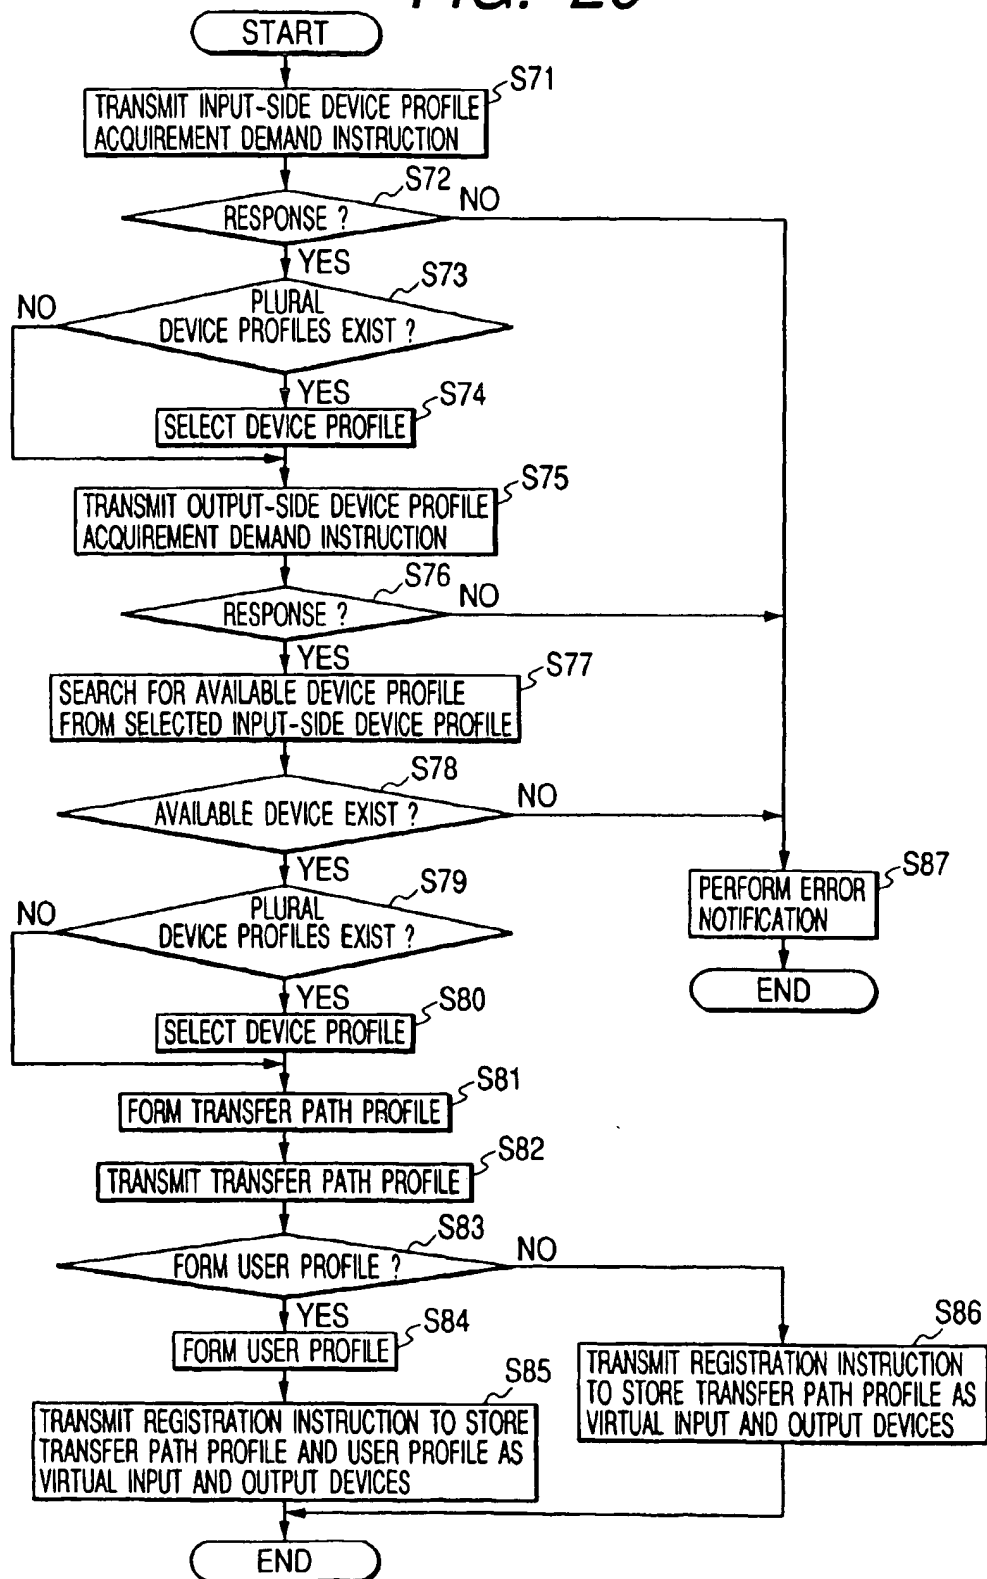 START
S71
TRANSMIT INPUT-SIDE DEVICE PROFILE
ACQUIREMENT DEMAND INSTRUCTION
S72
RESPONSE ?
NO
YES
S73
PLURAL
DEVICE PROFILES EXIST ?
NO
YES
S74
SELECT DEVICE PROFILE
S75
TRANSMIT OUTPUT-SIDE DEVICE PROFILE
ACQUIREMENT DEMAND INSTRUCTION
S76
RESPONSE ?
NO
YES
S77
SEARCH FOR AVAILABLE DEVICE PROFILE
FROM SELECTED INPUT-SIDE DEVICE PROFILE
S78
AVAILABLE DEVICE EXIST ?
NO
YES
S79
PLURAL
DEVICE PROFILES EXIST ?
NO
YES
S80
SELECT DEVICE PROFILE
S87
PERFORM ERROR
NOTIFICATION
END
S81
FORM TRANSFER PATH PROFILE
S82
TRANSMIT TRANSFER PATH PROFILE
S83
FORM USER PROFILE ?
NO
YES
S84
FORM USER PROFILE
S85
TRANSMIT REGISTRATION INSTRUCTION TO STORE
TRANSFER PATH PROFILE AND USER PROFILE AS
VIRTUAL INPUT AND OUTPUT DEVICES
S86
TRANSMIT REGISTRATION INSTRUCTION
TO STORE TRANSFER PATH PROFILE AS
VIRTUAL INPUT AND OUTPUT DEVICES
END